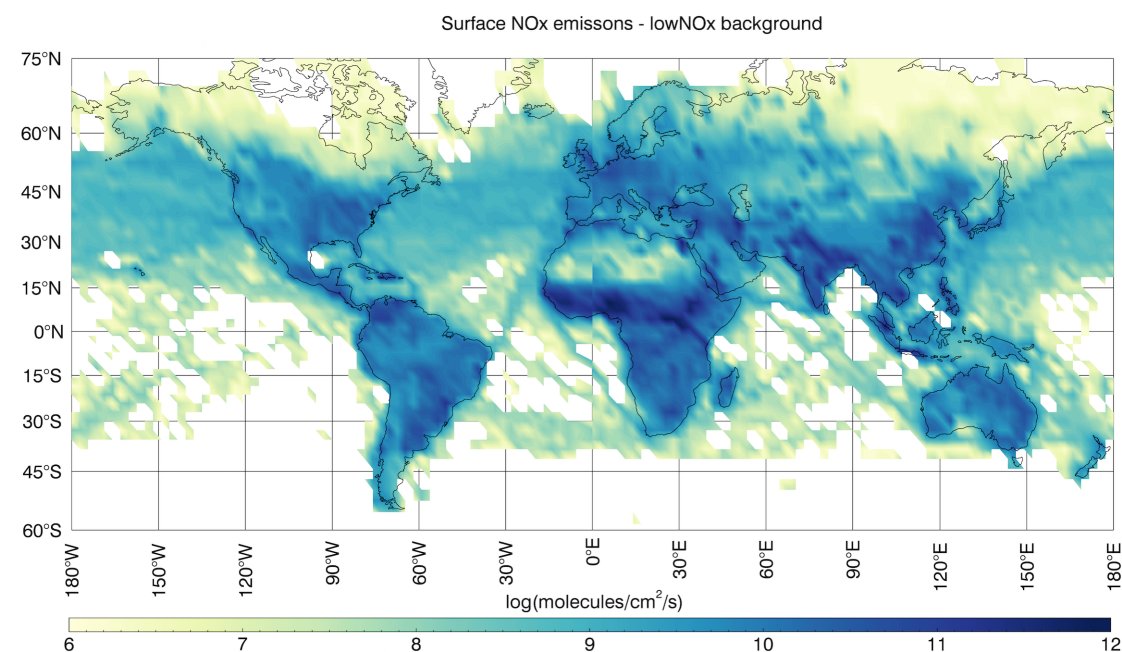 Surface NOx emissons - lowNOx background
75°N
60°N
45°N
30°N
15°N
0°N
15°S
30°S
45°S
60°S
180°W
150°W
120°W
90°W
60°W
30°W
0°E
30°E
60°E
90°E
120°E
150°E
180°E
log(molecules/cm²/s)
6 7 8 9 10 11 12